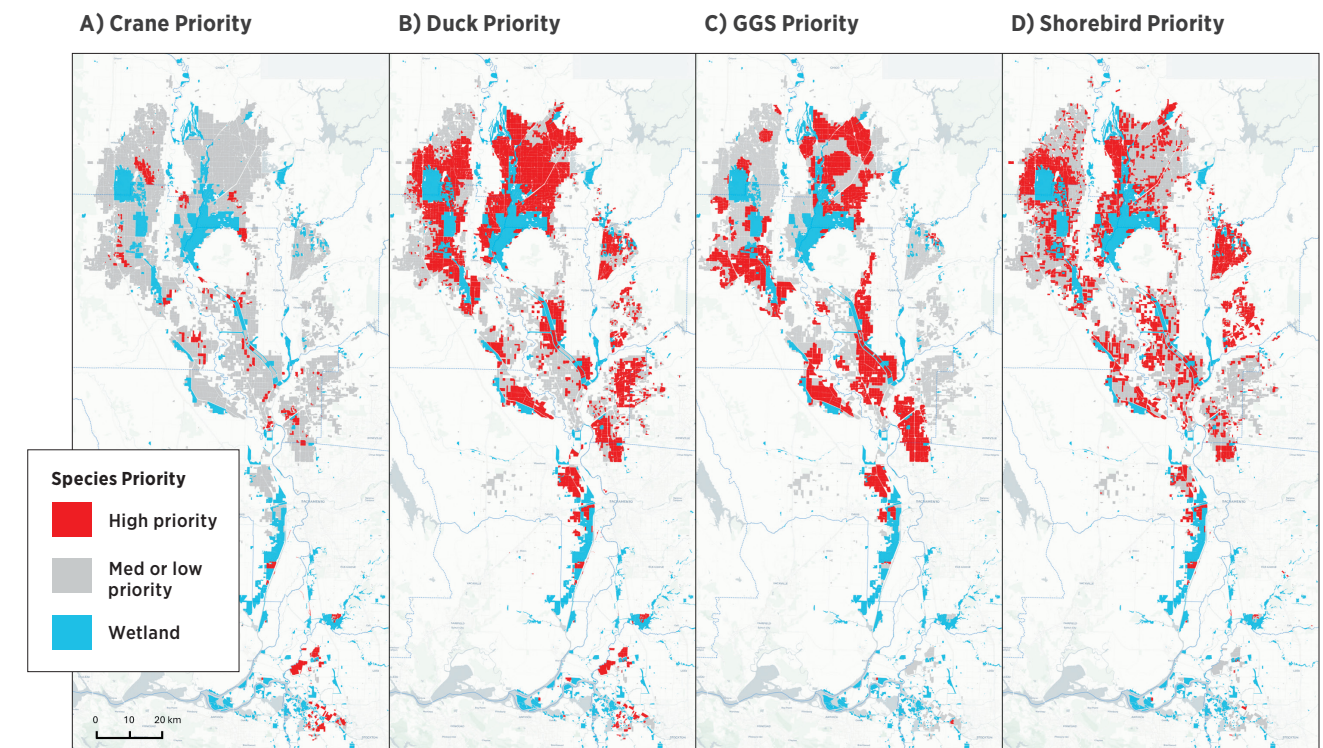 A) Crane Priority
B) Duck Priority
C) GGS Priority
D) Shorebird Priority
Species Priority
High priority
Med or low
priority
Wetland
0 10 20 km